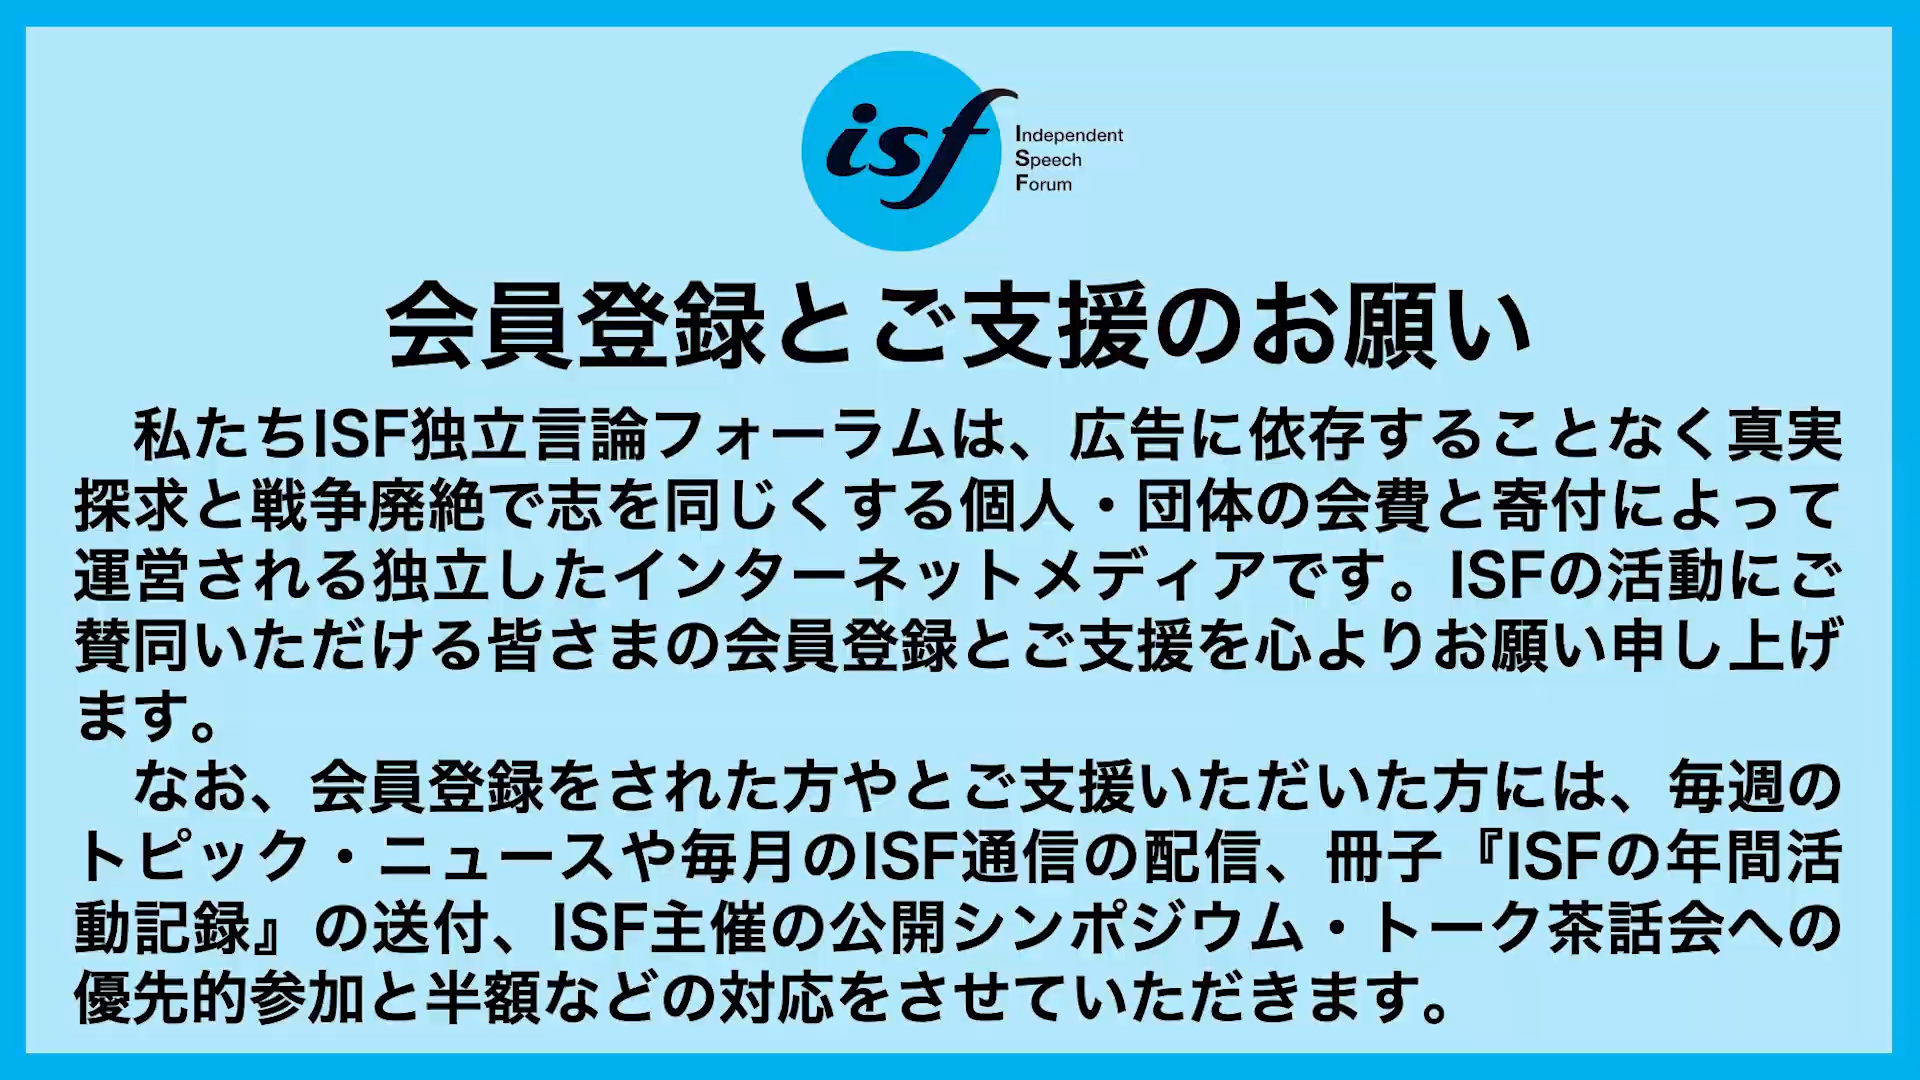 isf
Independent
Speech
Forum
会員登録とご支援のお願い
私たちISF独立言論フォーラムは、広告に依存することなく真実
探求と戦争廃絶で志を同じくする個人・団体の会費と寄付によって
運営される独立したインターネットメディアです。ISFの活動にご
賛同いただける皆さまの会員登録とご支援を心よりお願い申し上げ
ます。
なお、会員登録をされた方やとご支援いただいた方には、毎週の
トピック・ニュースや毎月のISF通信の配信、冊子『ISFの年間活
動記録』の送付、ISF主催の公開シンポジウム・トーク茶話会への
優先的参加と半額などの対応をさせていただきます。